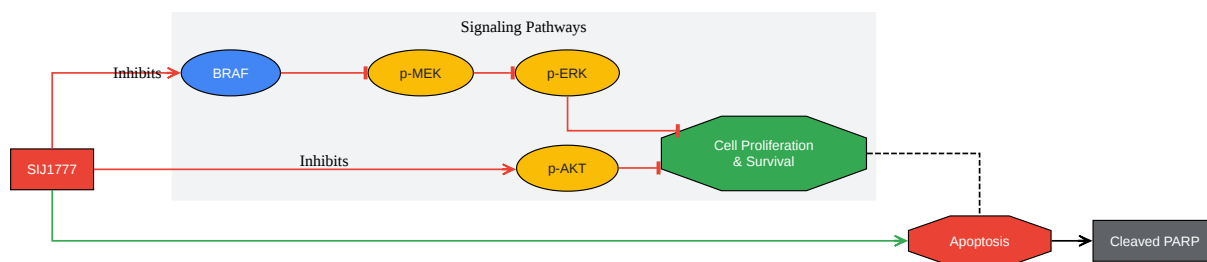 Signaling Pathways
Inhibits
BRAF
p-MEK
p-ERK
Cell Proliferation
& Survival
SIJ1777
Inhibits
p-AKT
Apoptosis
Cleaved PARP